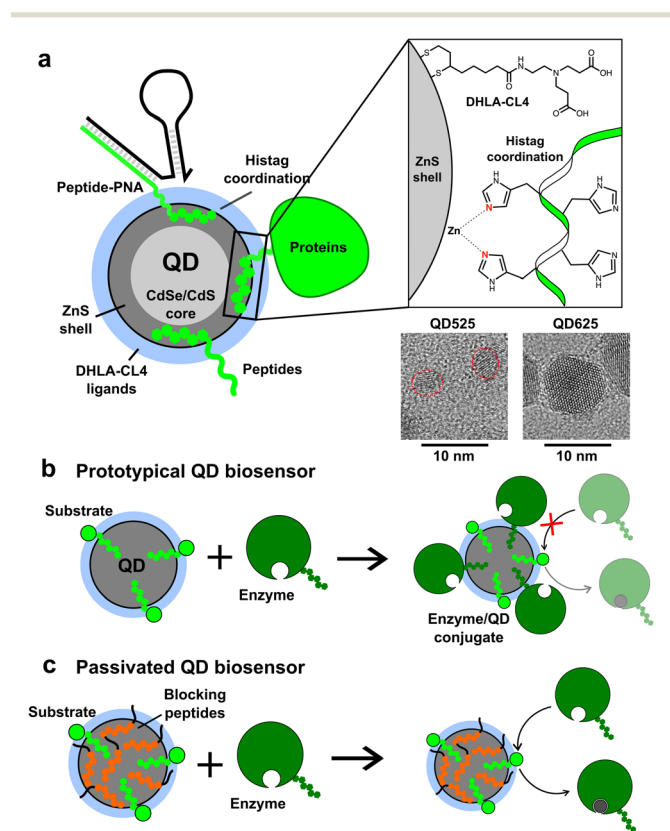 a
Peptide-PNA
Histag
coordination
QD
CdSe/CdS
core
Proteins
ZnS
shell
DHLA-CL4
ligands
Peptides
S
S
O
H
N
N
O
OH
O
OH
DHLA-CL4
ZnS
shell
Histag
coordination
H
N
N
Zn
N
N
H
H
N
N
N
N
H
QD525
QD625
10 nm
10 nm
b Prototypical QD biosensor
Substrate
QD
+
Enzyme
Enzyme/QD
conjugate
c Passivated QD biosensor
Blocking
peptides
Substrate
+
Enzyme